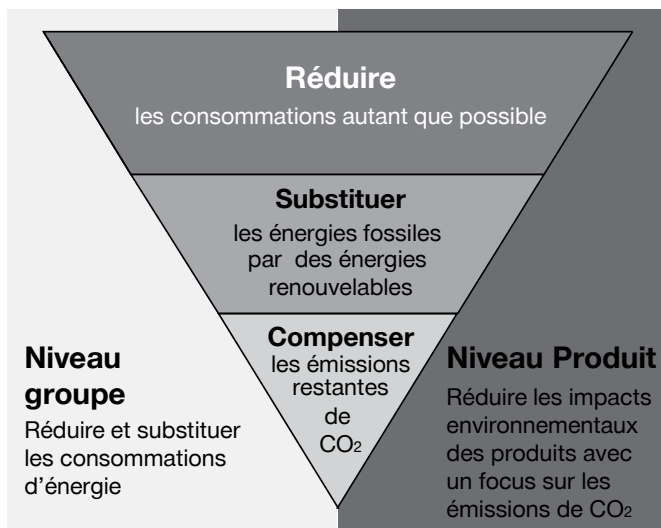 Réduire
les consommations autant que possible
Substituer
les énergies fossiles
par des énergies
renouvelables
Compenser
les émissions
restantes
de
CO2
Niveau
groupe
Réduire et substituer
les consommations
d’énergie
Niveau Produit
Réduire les impacts
environnementaux
des produits avec
un focus sur les
émissions de CO2